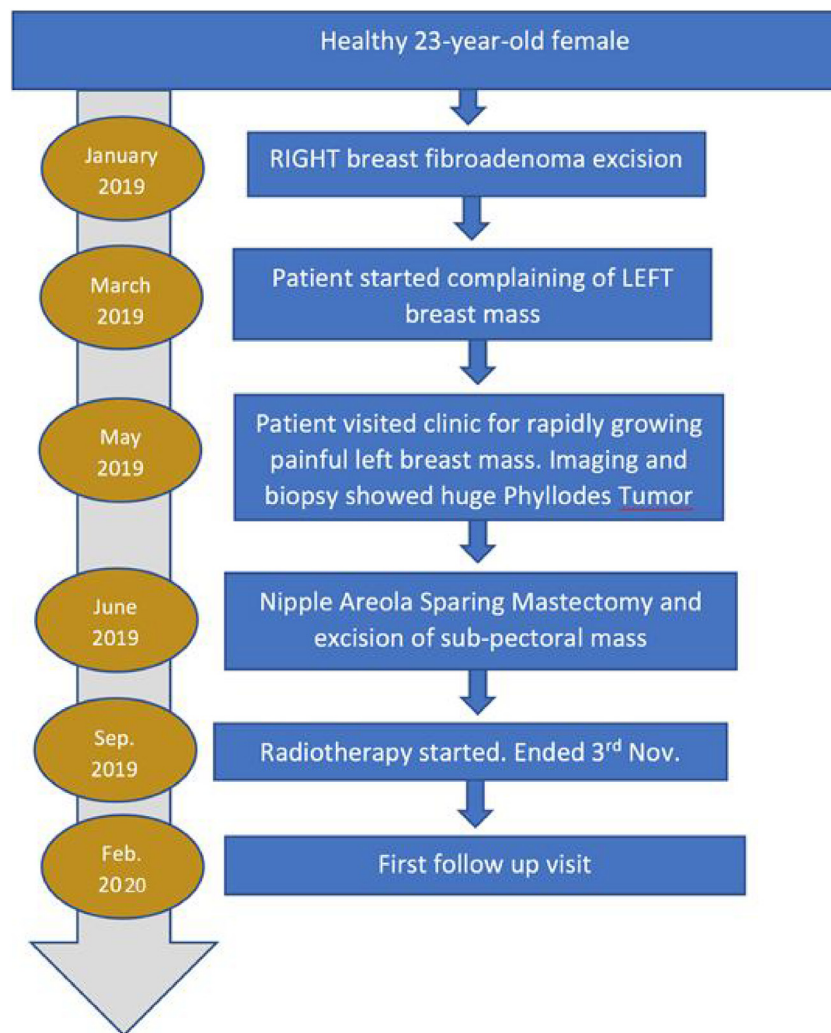 Healthy 23-year-old female
January
2019
RIGHT breast fibroadenoma excision
March
2019
Patient started complaining of LEFT
breast mass
May
2019
Patient visited clinic for rapidly growing
painful left breast mass. Imaging and
biopsy showed huge Phyllodes Tumor
June
2019
Nipple Areola Sparing Mastectomy and
excision of sub-pectoral mass
Sep.
2019
Radiotherapy started. Ended 3rd Nov.
Feb.
2020
First follow up visit